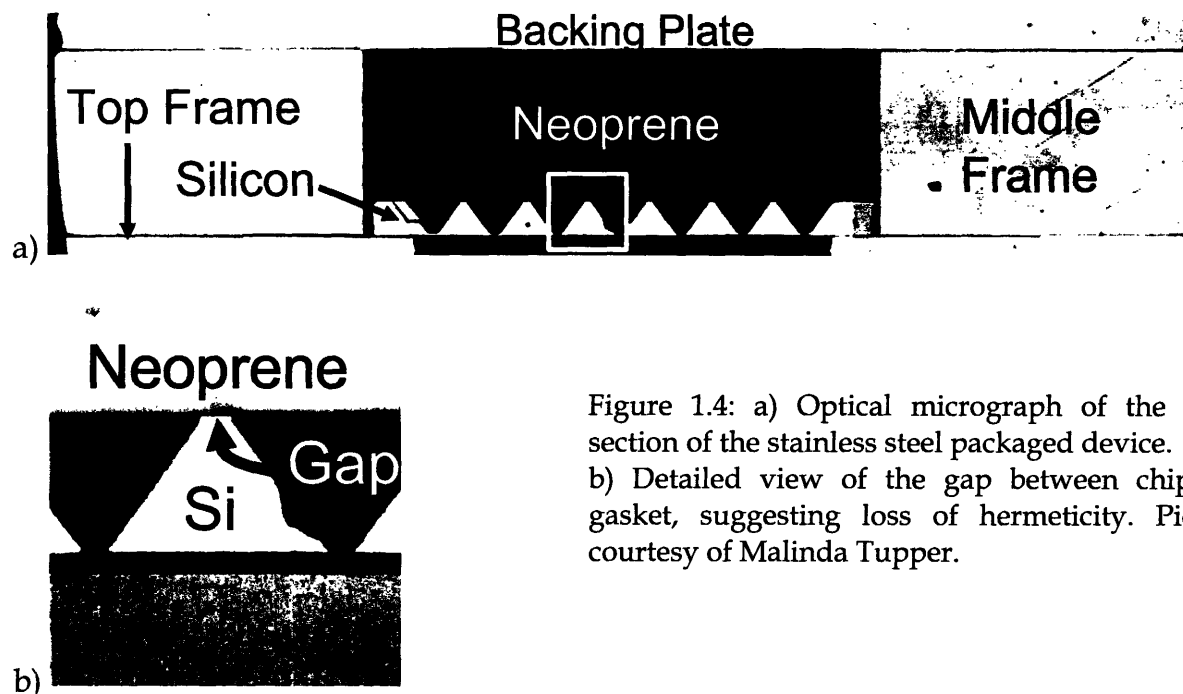 Backing Plate
Top Frame
Neoprene
Middle
Frame
Silicon
a)
Neoprene
Gap
Si
b)
Figure 1.4: a) Optical micrograph of the
section of the stainless steel packaged device.
b) Detailed view of the gap between chip
gasket, suggesting loss of hermeticity. Pi
courtesy of Malinda Tupper.